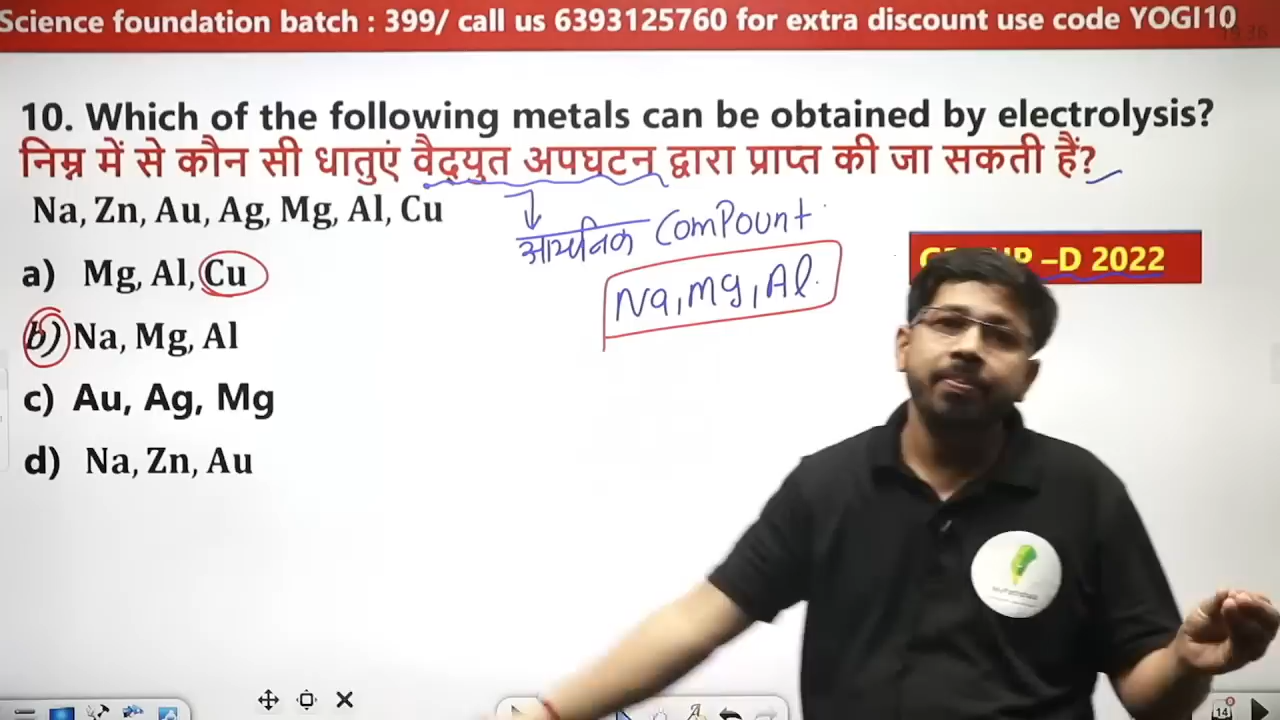 Science foundation batch : 399/ call us 6393125760 for extra discount use code YOGI10
10. Which of the following metals can be obtained by electrolysis?
निम्न में से कौन सी धातुएं वैद्युत अपघटन द्वारा प्राप्त की जा सकती हैं?
Na, Zn, Au, Ag, Mg, Al, Cu
ComPount
Na, Mg, Al.
–D 2022
a) Mg, Al, Cu
b) Na, Mg, Al
c) Au, Ag, Mg
d) Na, Zn, Au
14